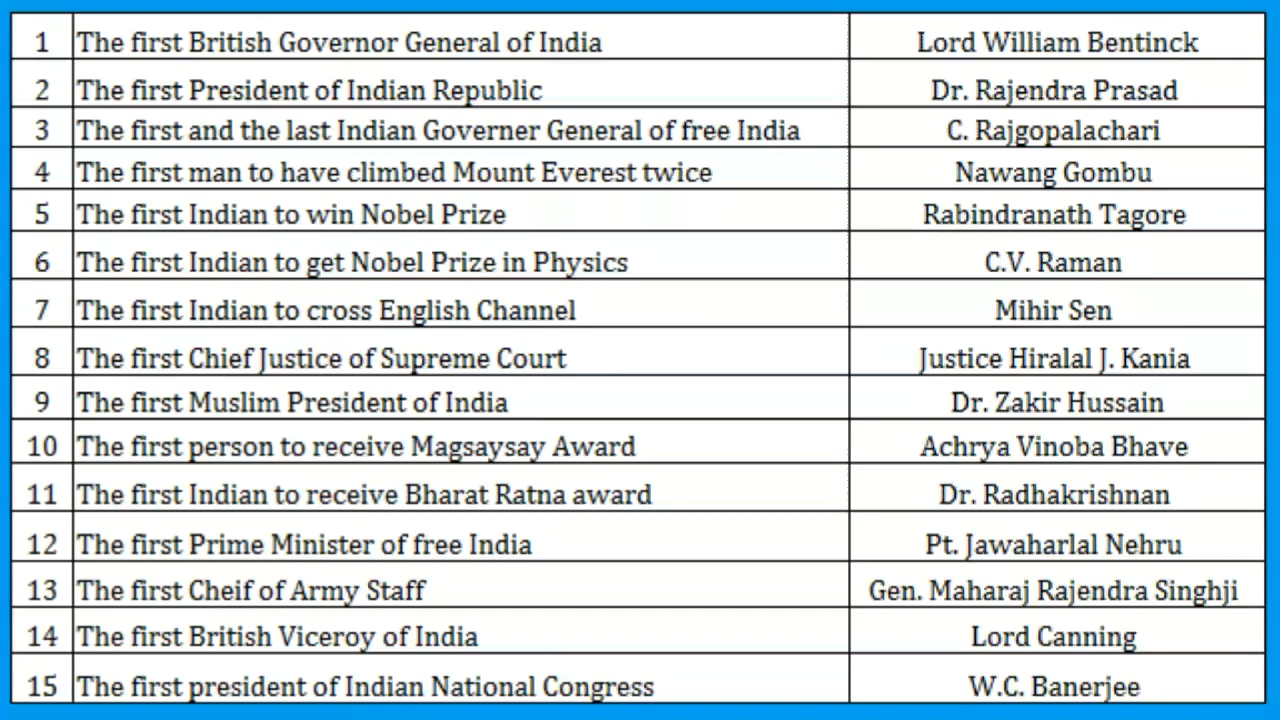 1 The first British Governor General of India Lord William Bentinck
2 The first President of Indian Republic Dr. Rajendra Prasad
3 The first and the last Indian Governer General of free India C. Rajgopalachari
4 The first man to have climbed Mount Everest twice Nawang Gombu
5 The first Indian to win Nobel Prize Rabindranath Tagore
6 The first Indian to get Nobel Prize in Physics C.V. Raman
7 The first Indian to cross English Channel Mihir Sen
8 The first Chief Justice of Supreme Court Justice Hiralal J. Kania
9 The first Muslim President of India Dr. Zakir Hussain
10 The first person to receive Magsaysay Award Achrya Vinoba Bhave
11 The first Indian to receive Bharat Ratna award Dr. Radhakrishnan
12 The first Prime Minister of free India Pt. Jawaharlal Nehru
13 The first Cheif of Army Staff Gen. Maharaj Rajendra Singhji
14 The first British Viceroy of India Lord Canning
15 The first president of Indian National Congress W.C. Banerjee